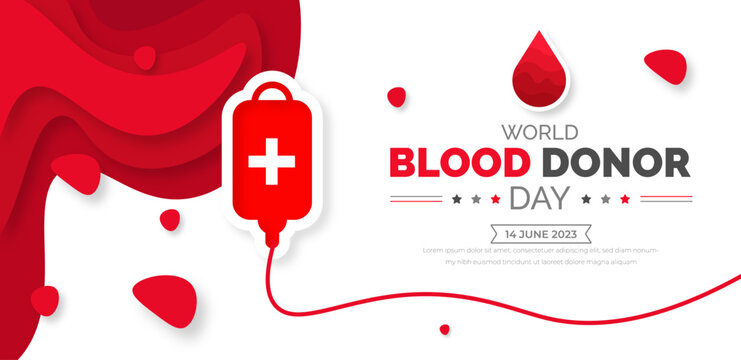 WORLD
BLOOD DONOR
DAY
14 JUNE 2023
Lorem ipsum dolor sit amet, consectetuer adipiscing elit, sed diam nonum-
my nibh euismod tincidunt ut laoreet dolore magna aliquam erat